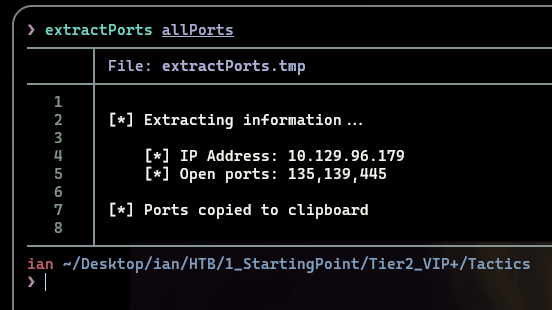 ❯ extractPorts allPorts
File: extractPorts.tmp
1
2 [*] Extracting information...
3
4 [*] IP Address: 10.129.96.179
5 [*] Open ports: 135,139,445
6
7 [*] Ports copied to clipboard
8
ian ~/Desktop/ian/HTB/1_StartingPoint/Tier2_VIP+/Tactics
❯